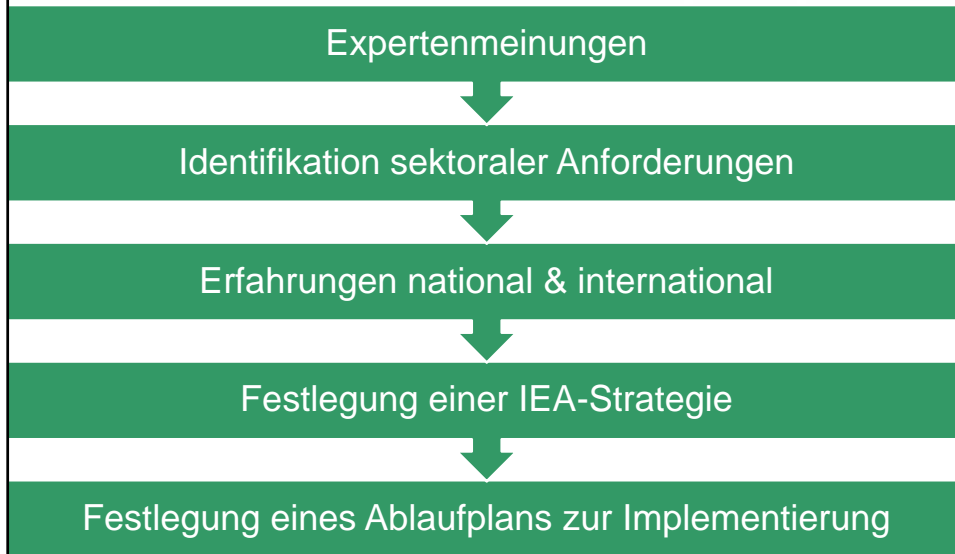 Expertenmeinungen
Identifikation sektoraler Anforderungen
Erfahrungen national & international
Festlegung einer IEA-Strategie
Festlegung eines Ablaufplans zur Implementierung